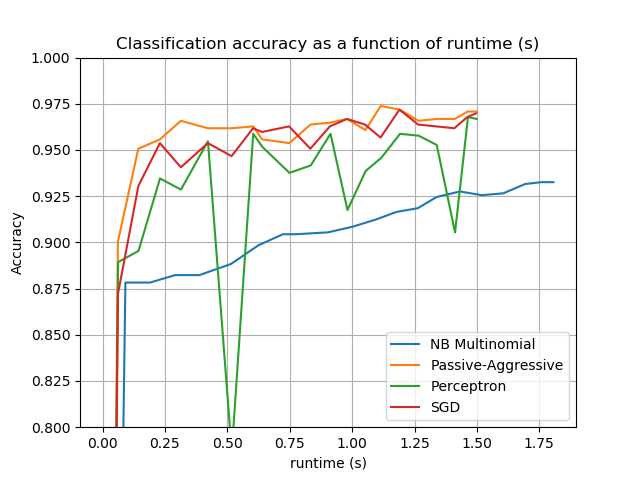 Classification accuracy as a function of runtime (s)
1.000
0.975
0.950
0.925
0.900
0.875
0.850
0.825
0.800
Accuracy
0.00 0.25 0.50 0.75 1.00 1.25 1.50 1.75
runtime (s)
NB Multinomial
Passive-Aggressive
Perceptron
SGD